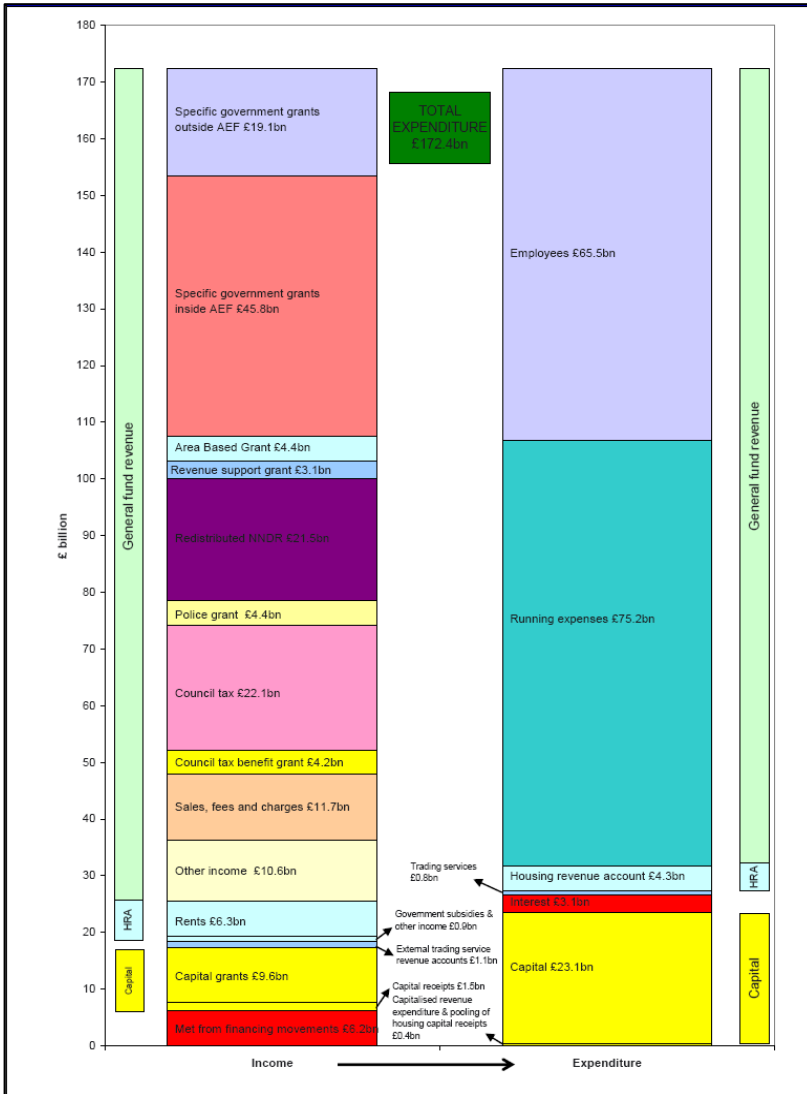 180
170
160
150
140
130
120
110
100
90
80
70
60
50
40
30
20
10
0
£ billion
General fund revenue
HRA
Capital
Specific government grants
outside AEF £19.1bn
Specific government grants
inside AEF £45.8bn
Area Based Grant £4.4bn
Revenue support grant £3.1bn
Redistributed NNDR £21.5bn
Police grant £4.4bn
Council tax £22.1bn
Council tax benefit grant £4.2bn
Sales, fees and charges £11.7bn
Other income £10.6bn
Rents £6.3bn
Capital grants £9.6bn
Met from financing movements £6.2bn
TOTAL
EXPENDITURE
£172.4bn
Trading services
£0.8bn
Government subsidies &
other income £0.9bn
External trading service
revenue accounts £1.1bn
Capital receipts £1.5bn
Capitalised revenue
expenditure & pooling of
housing capital receipts
£0.4bn
Employees £65.5bn
Running expenses £75.2bn
Housing revenue account £4.3bn
Interest £3.1bn
Capital £23.1bn
General fund revenue
HRA
Capital
Income
Expenditure